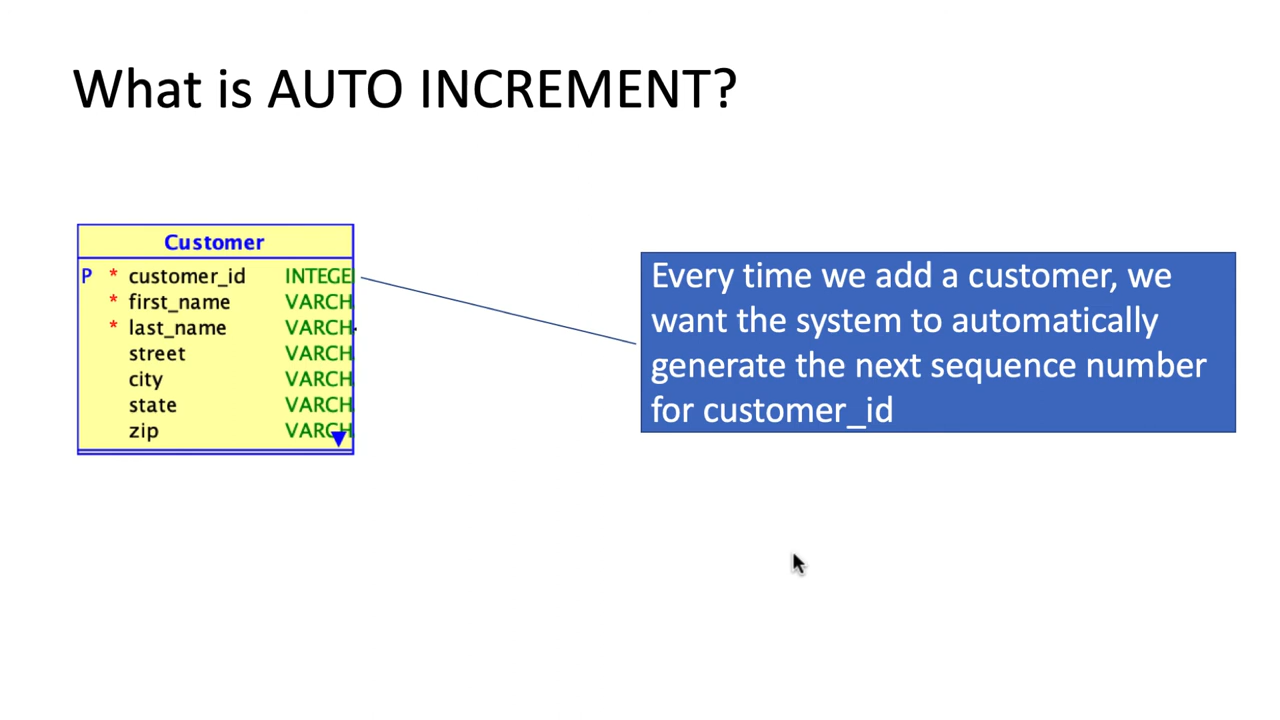 What is AUTO INCREMENT?
Customer
P * customer_id INTEGE
* first_name VARCH
* last_name VARCH
street VARCH
city VARCH
state VARCH
zip VARCH
Every time we add a customer, we
want the system to automatically
generate the next sequence number
for customer_id